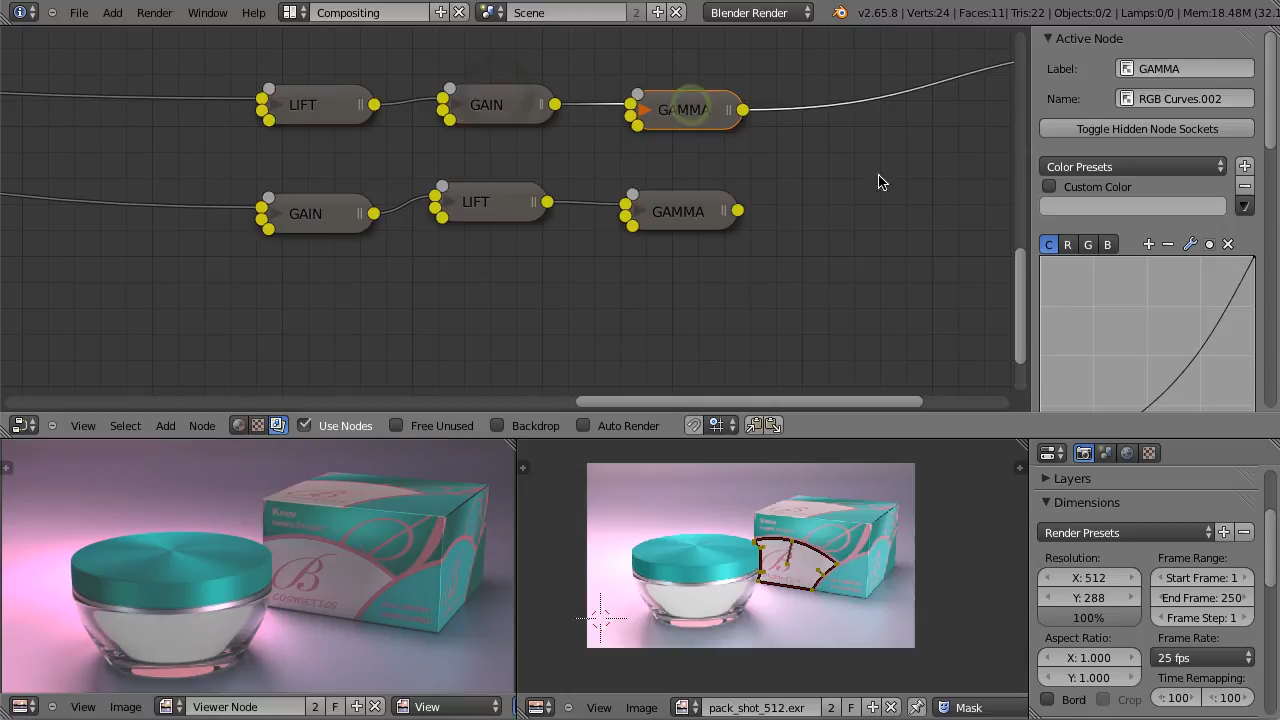 File Add Render Window Help Compositing Scene 2 Blender Render v2.65.8 | Verts:24 | Faces:11 | Tris:22 | Objects:0/2 | Lamps:0/0 | Mem:18.48M (32.1
Active Node
Label: GAMMA
Name: RGB Curves.002
Toggle Hidden Node Sockets
Color Presets
Custom Color
C R G B
LIFT GAIN GAMMA
GAIN LIFT GAMMA
View Select Add Node Use Nodes Free Unused Backdrop Auto Render
B
COSMETICS
B
Layers
Dimensions
Render Presets
Resolution: Frame Range:
X: 512 Start Frame: 1
Y: 288 End Frame: 250
100% Frame Step: 1
Aspect Ratio: Frame Rate:
X: 1.000 25 fps
Y: 1.000 Time Remapping:
Bord Crop : 100 : 100
View Image Viewer Node 2 F View
View Image pack_shot_512.exr 2 F Mask